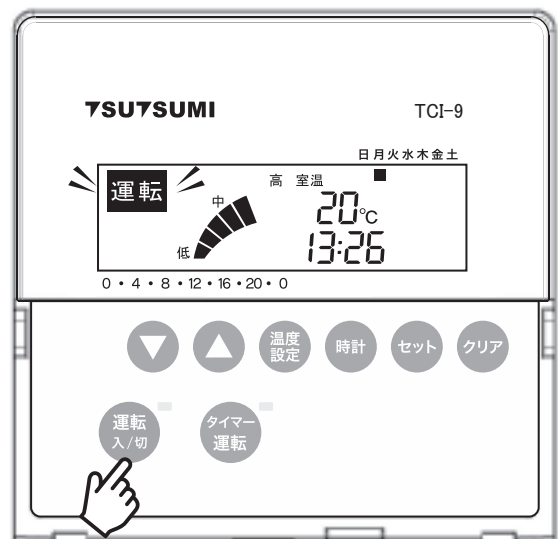 TSUTSUMI TCI-9
日月火水木金土
運転 中 高 室温
20℃
低 13:26
0・4・8・12・16・20・0
▼ ▲ 温度設定 時計 セット クリア
運転 入/切 タイマー運転